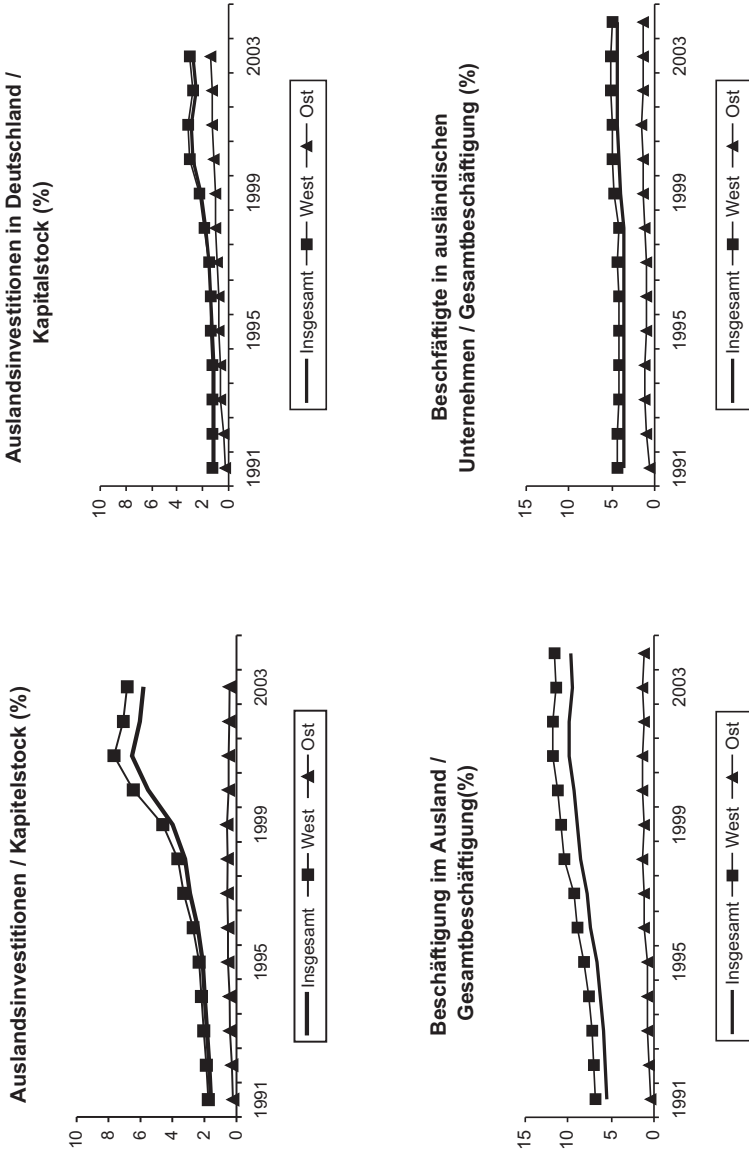 Auslandsinvestitionen / Kapitelstock (%)
10
8
6
4
2
0
1991 1995 1999 2003
Insgesamt West Ost
Auslandsinvestitionen in Deutschland /
Kapitalstock (%)
10
8
6
4
2
0
1991 1995 1999 2003
Insgesamt West Ost
Beschäftigung im Ausland /
Gesamtbeschäftigung(%)
15
10
5
0
1991 1995 1999 2003
Insgesamt West Ost
Beschfäftigte in ausländischen
Unternehmen / Gesamtbeschäftigung (%)
15
10
5
0
1991 1995 1999 2003
Insgesamt West Ost